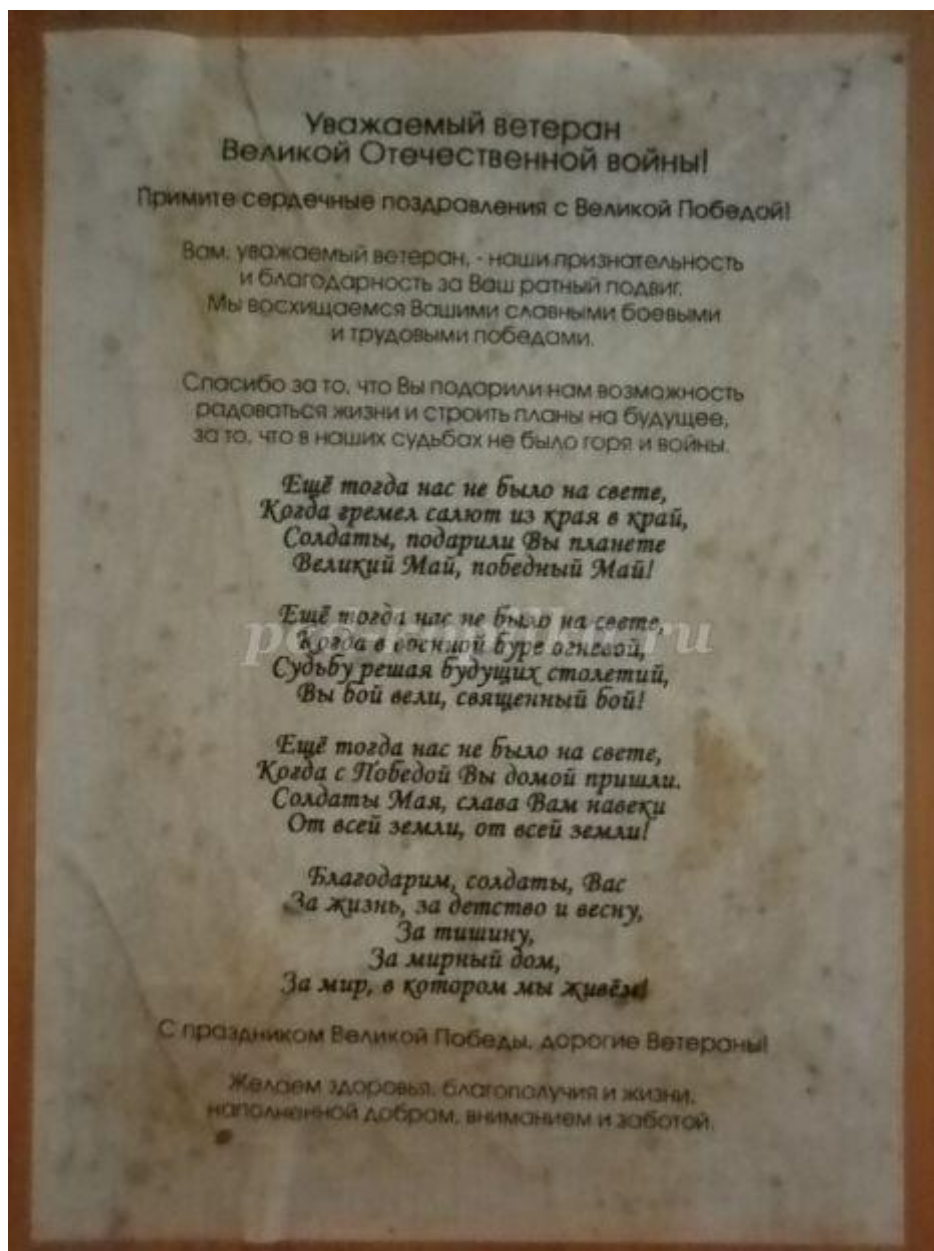 Уважаемый ветеран
Великой Отечественной войны!
Примите сердечные поздравления с Великой Победой!
Вам, уважаемый ветеран, - наши признательность
и благодарность за Ваш ратный подвиг.
Мы восхищаемся Вашими славными боевыми
и трудовыми победами.
Спасибо за то, что Вы подарили нам возможность
радоваться жизни и строить планы на будущее,
за то, что в наших судьбах не было горя и войны.
Ещё тогда нас не было на свете,
Когда гремел салют из края в край,
Солдаты, подарили Вы планете
Великий Май, победный Май!
Ещё тогда нас не было на свете,
Когда в военной буре огневой,
Судьбу решая будущих столетий,
Вы бой вели, священный бой!
Ещё тогда нас не было на свете,
Когда с Победой Вы домой пришли.
Солдаты Мая, слава Вам навеки
От всей земли, от всей земли!
Благодарим, солдаты, Вас
За жизнь, за детство и весну,
За тишину,
За мирный дом,
За мир, в котором мы живём!
С праздником Великой Победы, дорогие Ветераны!
Желаем здоровья, благополучия и жизни,
наполненной добром, вниманием и заботой.